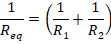 1/R_eq = (1/R_1 + 1/R_2)